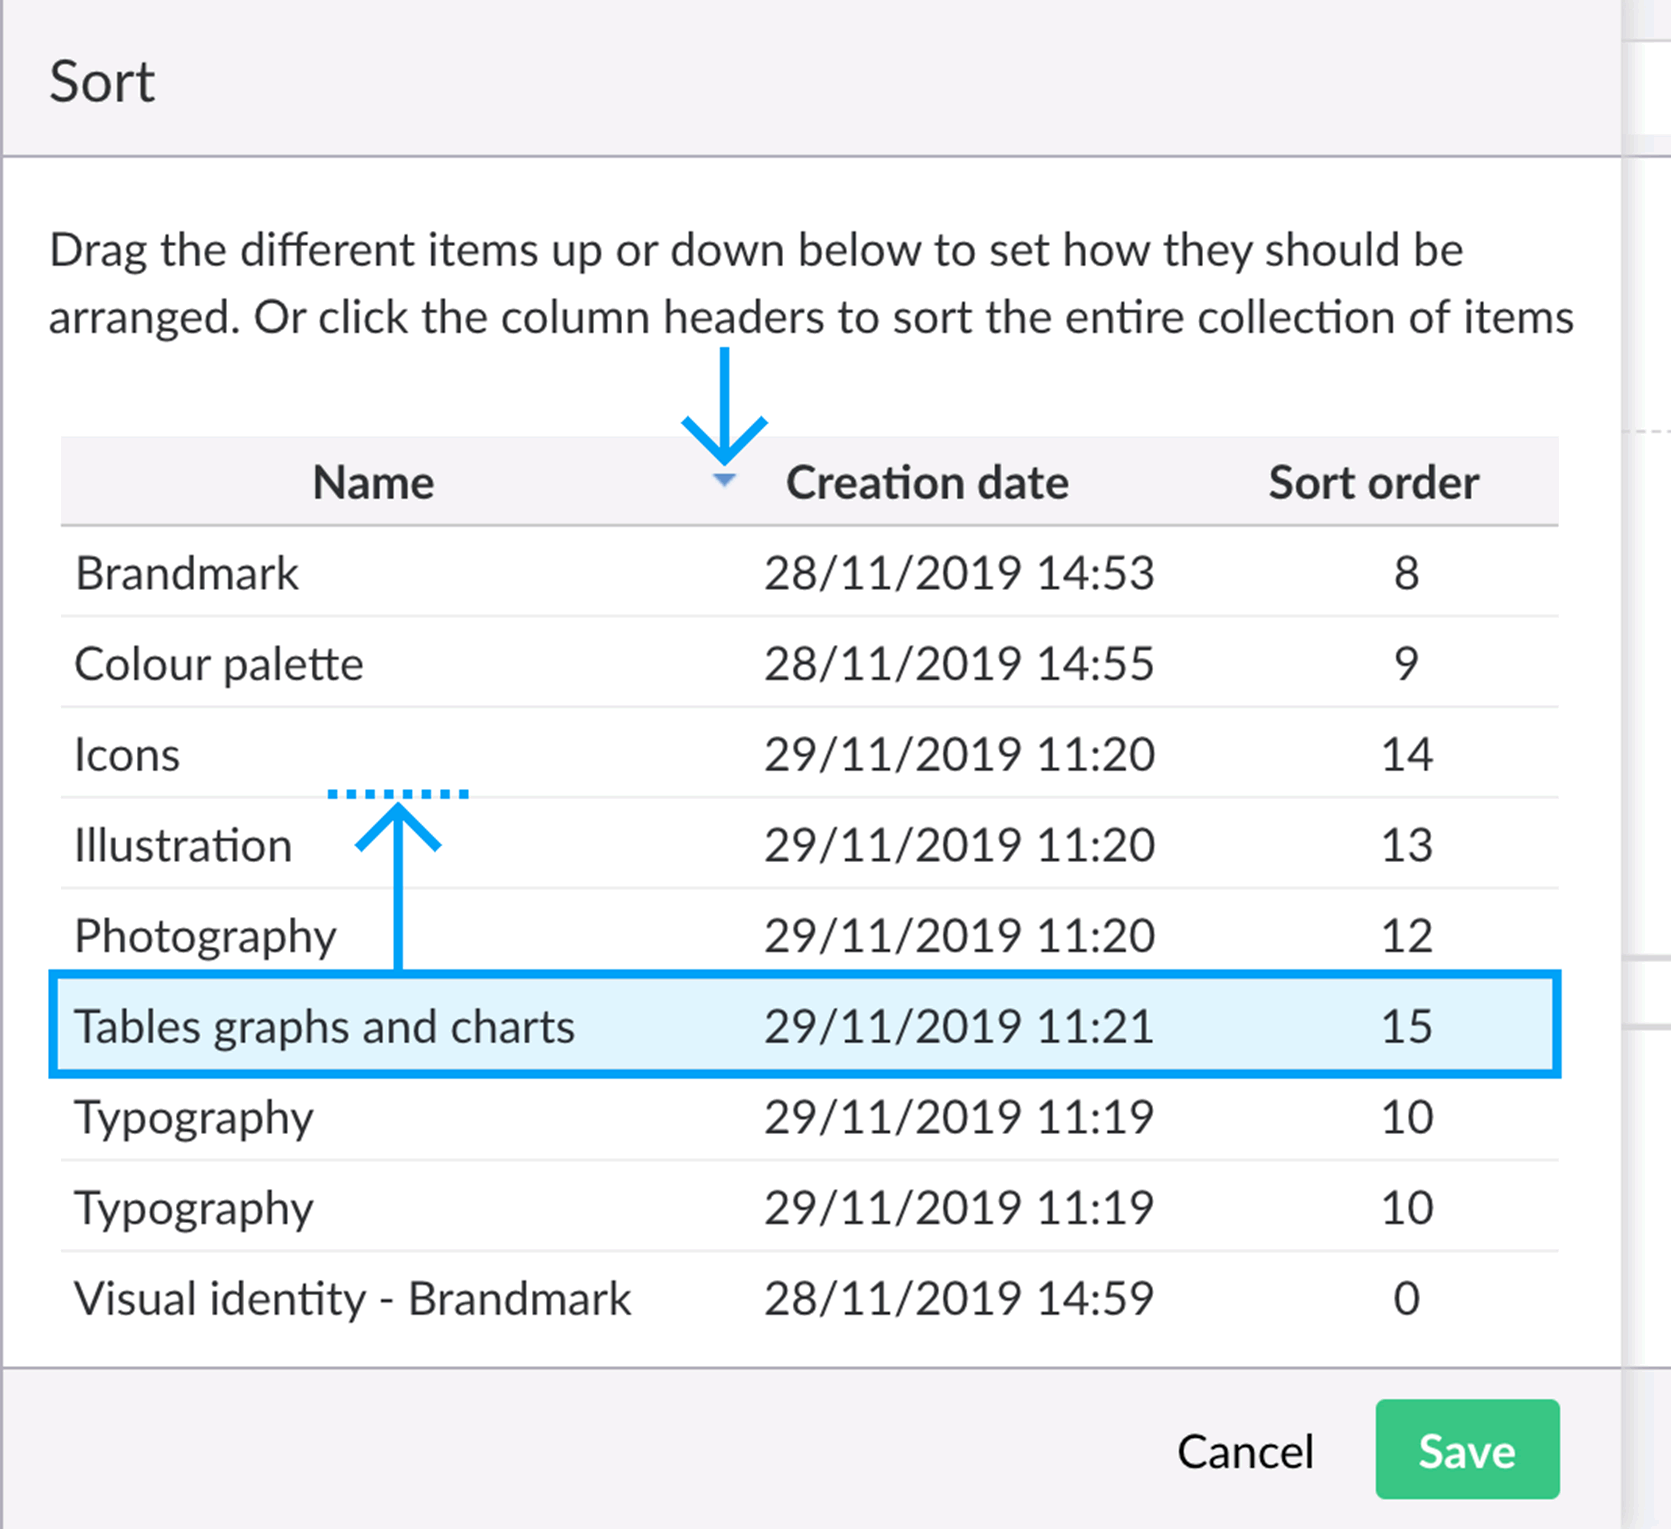 Sort
Drag the different items up or down below to set how they should be
arranged. Or click the column headers to sort the entire collection of items
Name Creation date Sort order
Brandmark 28/11/2019 14:53 8
Colour palette 28/11/2019 14:55 9
Icons 29/11/2019 11:20 14
Illustration 29/11/2019 11:20 13
Photography 29/11/2019 11:20 12
Tables graphs and charts 29/11/2019 11:21 15
Typography 29/11/2019 11:19 10
Typography 29/11/2019 11:19 10
Visual identity - Brandmark 28/11/2019 14:59 0
Cancel Save